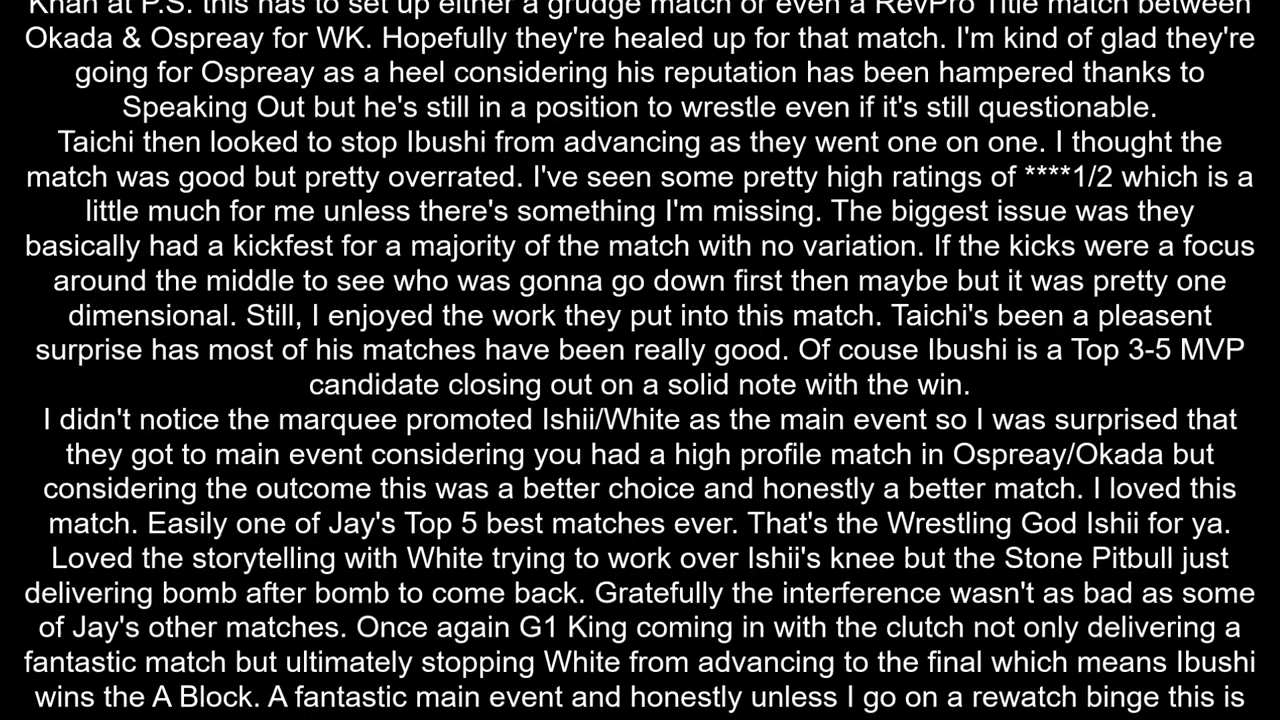 Khan at P.S. this has to set up either a grudge match or even a RevPro Title match between
Okada & Ospreay for WK. Hopefully they're healed up for that match. I'm kind of glad they're
going for Ospreay as a heel considering his reputation has been hampered thanks to
Speaking Out but he's still in a position to wrestle even if it's still questionable.
Taichi then looked to stop Ibushi from advancing as they went one on one. I thought the
match was good but pretty overrated. I've seen some pretty high ratings of ****1/2 which is a
little much for me unless there's something I'm missing. The biggest issue was they
basically had a kickfest for a majority of the match with no variation. If the kicks were a focus
around the middle to see who was gonna go down first then maybe but it was pretty one
dimensional. Still, I enjoyed the work they put into this match. Taichi's been a pleasent
surprise has most of his matches have been really good. Of couse Ibushi is a Top 3-5 MVP
candidate closing out on a solid note with the win.
I didn't notice the marquee promoted Ishii/White as the main event so I was surprised that
they got to main event considering you had a high profile match in Ospreay/Okada but
considering the outcome this was a better choice and honestly a better match. I loved this
match. Easily one of Jay's Top 5 best matches ever. That's the Wrestling God Ishii for ya.
Loved the storytelling with White trying to work over Ishii's knee but the Stone Pitbull just
delivering bomb after bomb to come back. Gratefully the interference wasn't as bad as some
of Jay's other matches. Once again G1 King coming in with the clutch not only delivering a
fantastic match but ultimately stopping White from advancing to the final which means Ibushi
wins the A Block. A fantastic main event and honestly unless I go on a rewatch binge this is